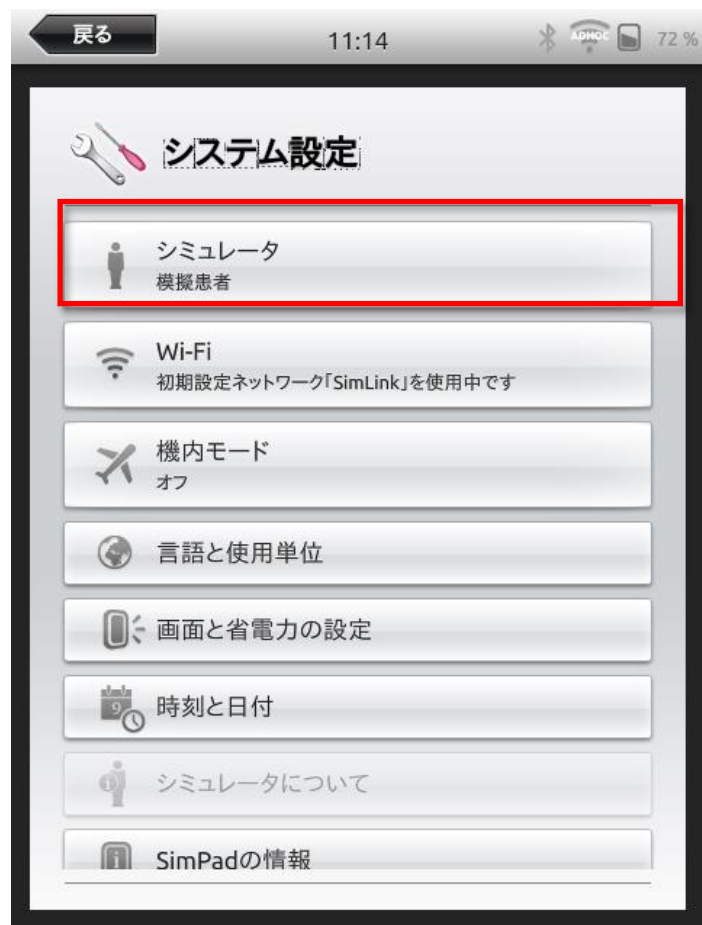 戻る
11:14
ADHOC
72 %
システム設定
シミュレータ
模擬患者
Wi-Fi
初期設定ネットワーク「SimLink」を使用中です
機内モード
オフ
言語と使用単位
画面と省電力の設定
9
時刻と日付
シミュレータについて
SimPadの情報